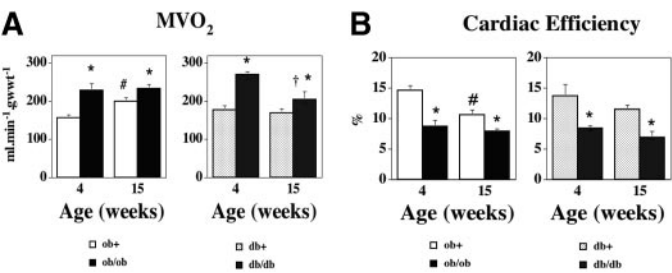 A
MVO2
B
Cardiac Efficiency
ml.min-1.gwwt-1
300
200
100
0
*
#
*
4
15
Age (weeks)
ob+
ob/ob
300
200
100
0
*
† *
4
15
Age (weeks)
db+
db/db
%
20
15
10
5
0
*
#
*
4
15
Age (weeks)
ob+
ob/ob
20
15
10
5
0
*
*
4
15
Age (weeks)
db+
db/db